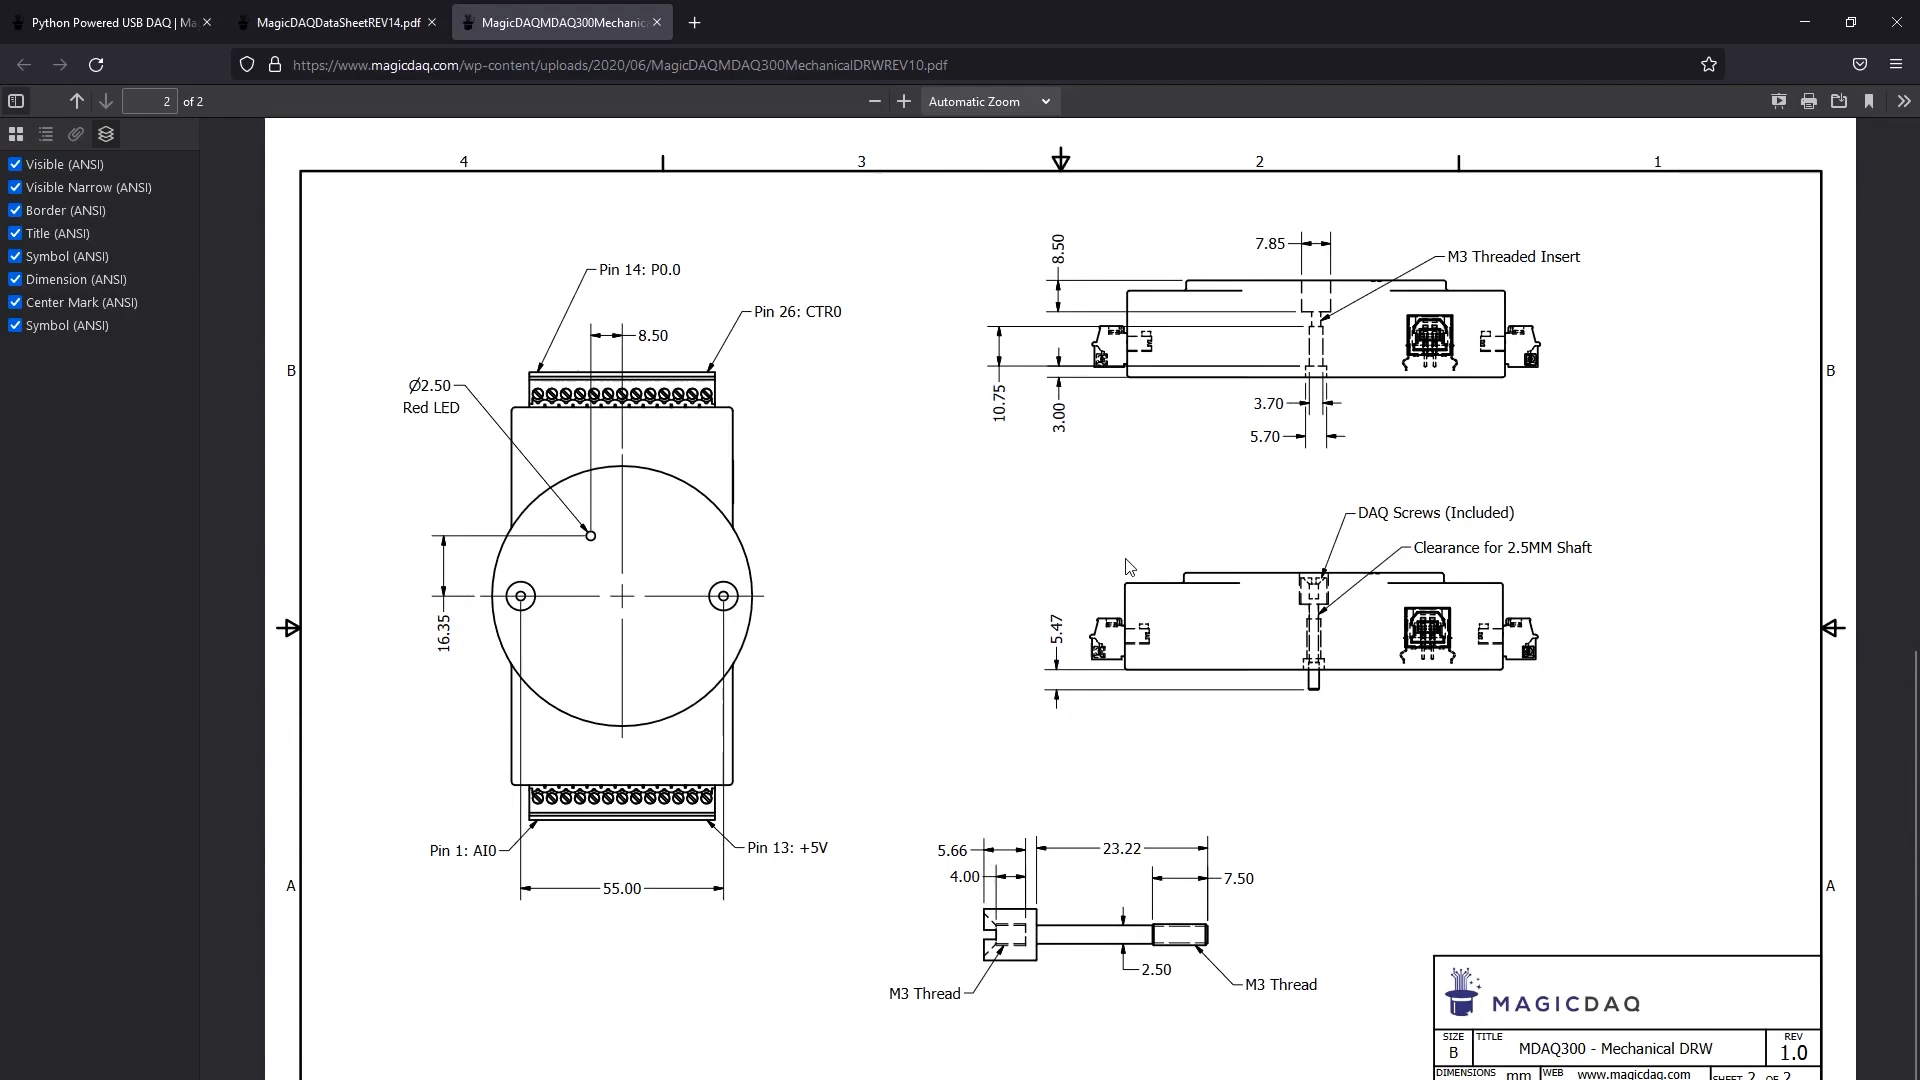 Python Powered USB DAQ | Ma
MagicDAQDataSheetREV14.pdf
MagicDAQMDAQ300Mechanic
https://www.magicdaq.com/wp-content/uploads/2020/06/MagicDAQMDAQ300MechanicalDRWREV10.pdf
2 of 2
Automatic Zoom
Visible (ANSI)
Visible Narrow (ANSI)
Border (ANSI)
Title (ANSI)
Symbol (ANSI)
Dimension (ANSI)
Center Mark (ANSI)
Symbol (ANSI)
4 3 2 1
8.50
7.85
M3 Threaded Insert
Pin 14: P0.0
Pin 26: CTR0
8.50
B
B
Ø2.50
Red LED
10.75
3.00
3.70
5.70
DAQ Screws (Included)
Clearance for 2.5MM Shaft
16.35
5.47
Pin 1: AI0
Pin 13: +5V
55.00
A
A
5.66
23.22
4.00
7.50
2.50
M3 Thread
M3 Thread
MAGICDAQ
SIZE
B
TITLE
MDAQ300 - Mechanical DRW
REV
1.0
DIMENSIONS mm
WEB www.magicdaq.com
SHEET 2 OF 2